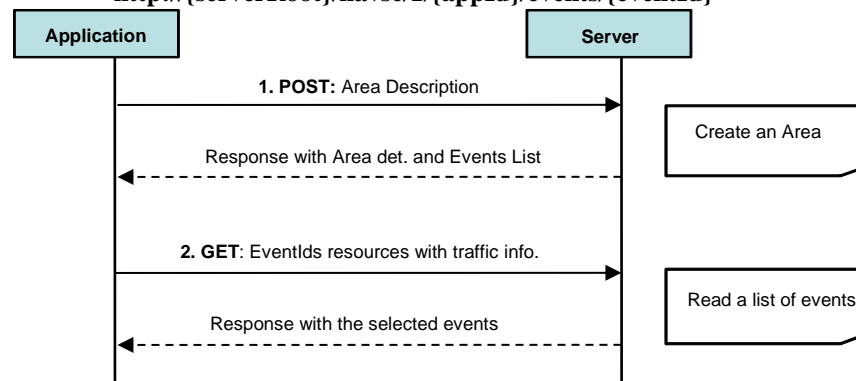 Application
Server
1. POST: Area Description
Create an Area
Response with Area det. and Events List
2. GET: EventIds resources with traffic info.
Read a list of events
Response with the selected events